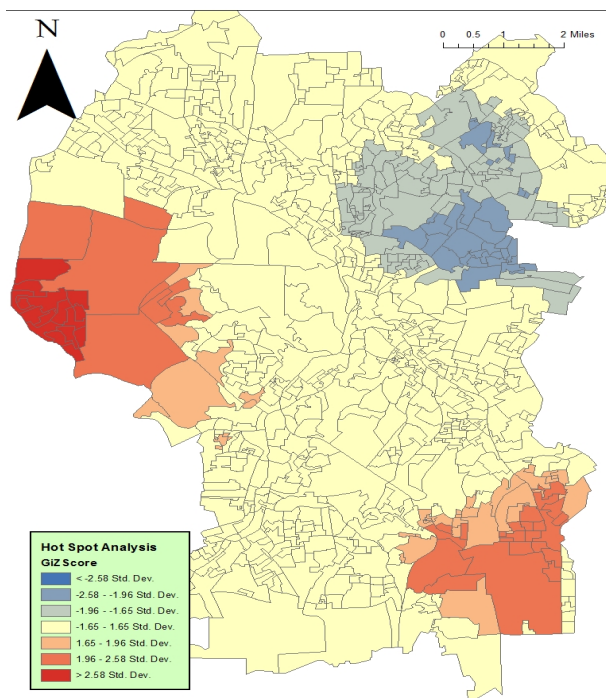 N
0 0.5 1 2 Miles
Hot Spot Analysis
GiZ Score
< -2.58 Std. Dev.
-2.58 - -1.96 Std. Dev.
-1.96 - -1.65 Std. Dev.
-1.65 - 1.65 Std. Dev.
1.65 - 1.96 Std. Dev.
1.96 - 2.58 Std. Dev.
> 2.58 Std. Dev.